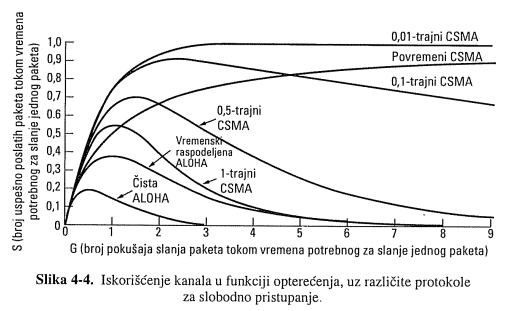 S (broj uspešno poslatih paketa tokom vremena
potrebnog za slanje jednog paketa)
1,0
0,9
0,8
0,7
0,6
0,5
0,4
0,3
0,2
0,1
0
0,01-trajni CSMA
Povremeni CSMA
0,1-trajni CSMA
0,5-trajni
CSMA
Vremenski
raspodeljena
ALOHA
Čista
ALOHA
1-trajni
CSMA
0 1 2 3 4 5 6 7 8 9
G (broj pokušaja slanja paketa tokom vremena potrebnog za slanje jednog paketa)
Slika 4-4. Iskorišćenje kanala u funkciji opterećenja, uz različite protokole
za slobodno pristupanje.